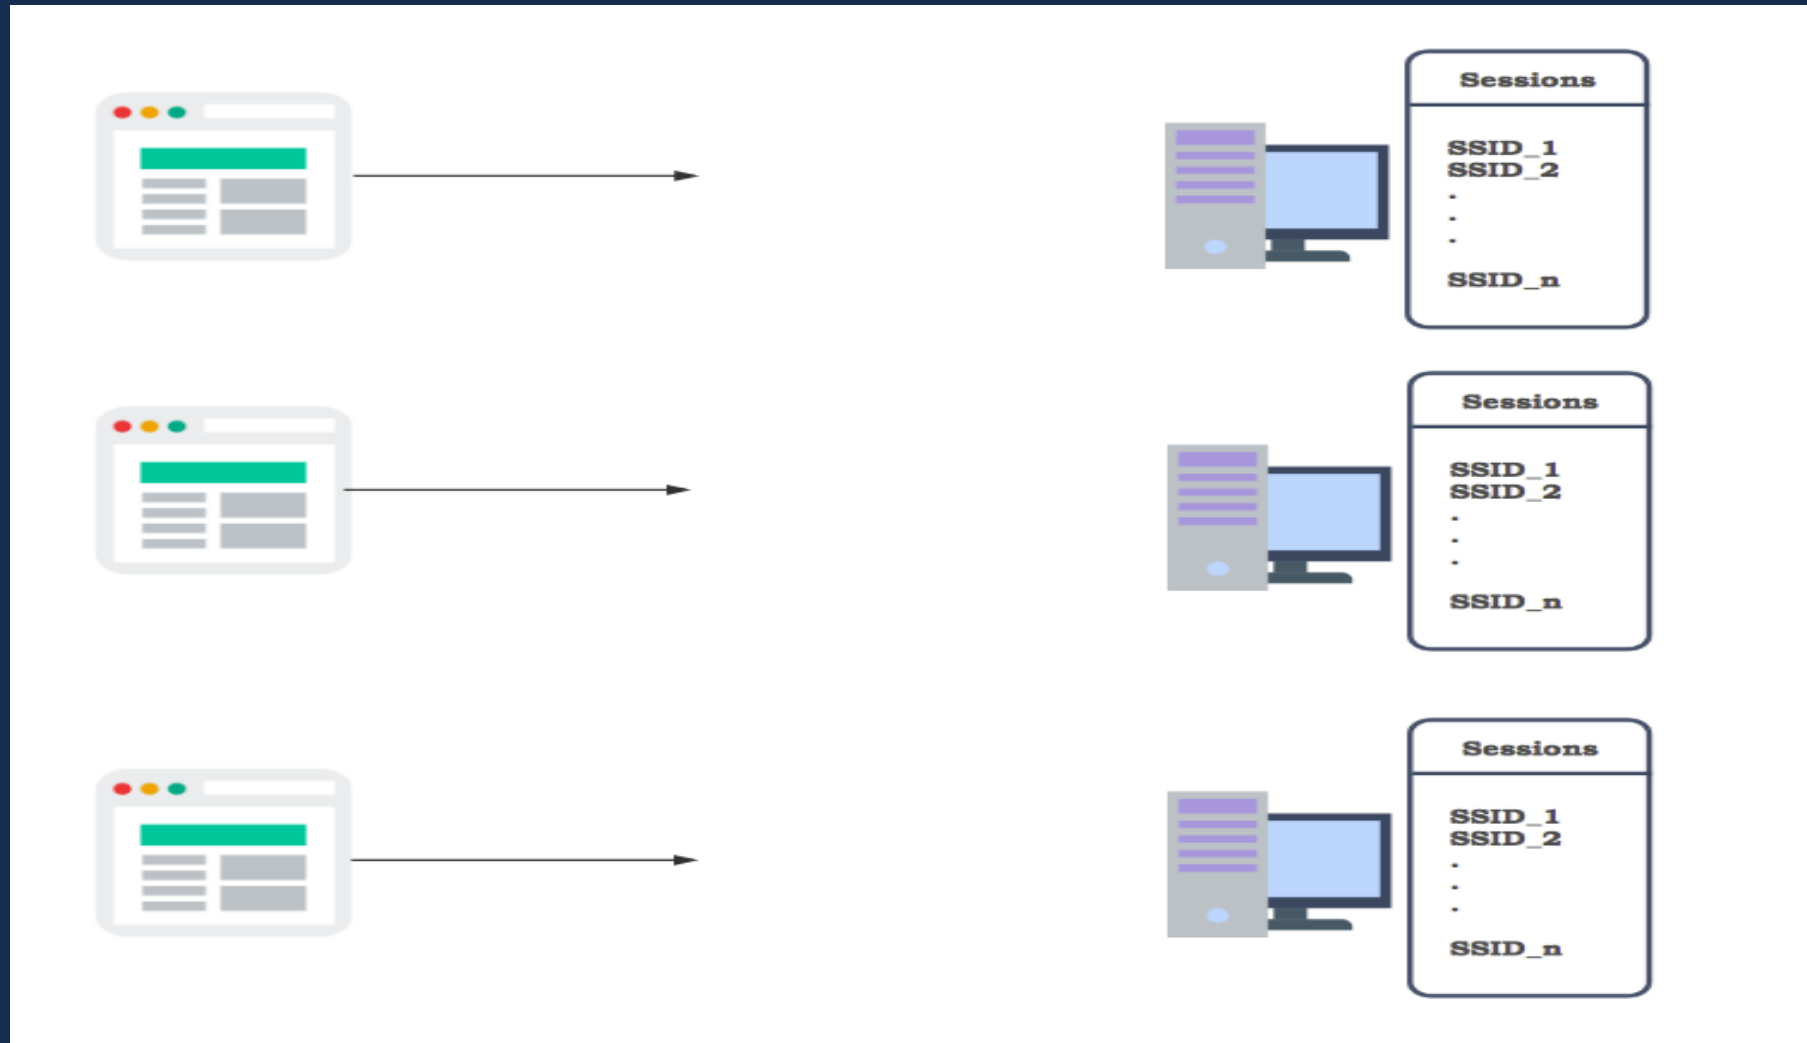 Sessions
SSID_1
SSID_2
.
.
.
SSID_n
Sessions
SSID_1
SSID_2
.
.
.
SSID_n
Sessions
SSID_1
SSID_2
.
.
.
SSID_n